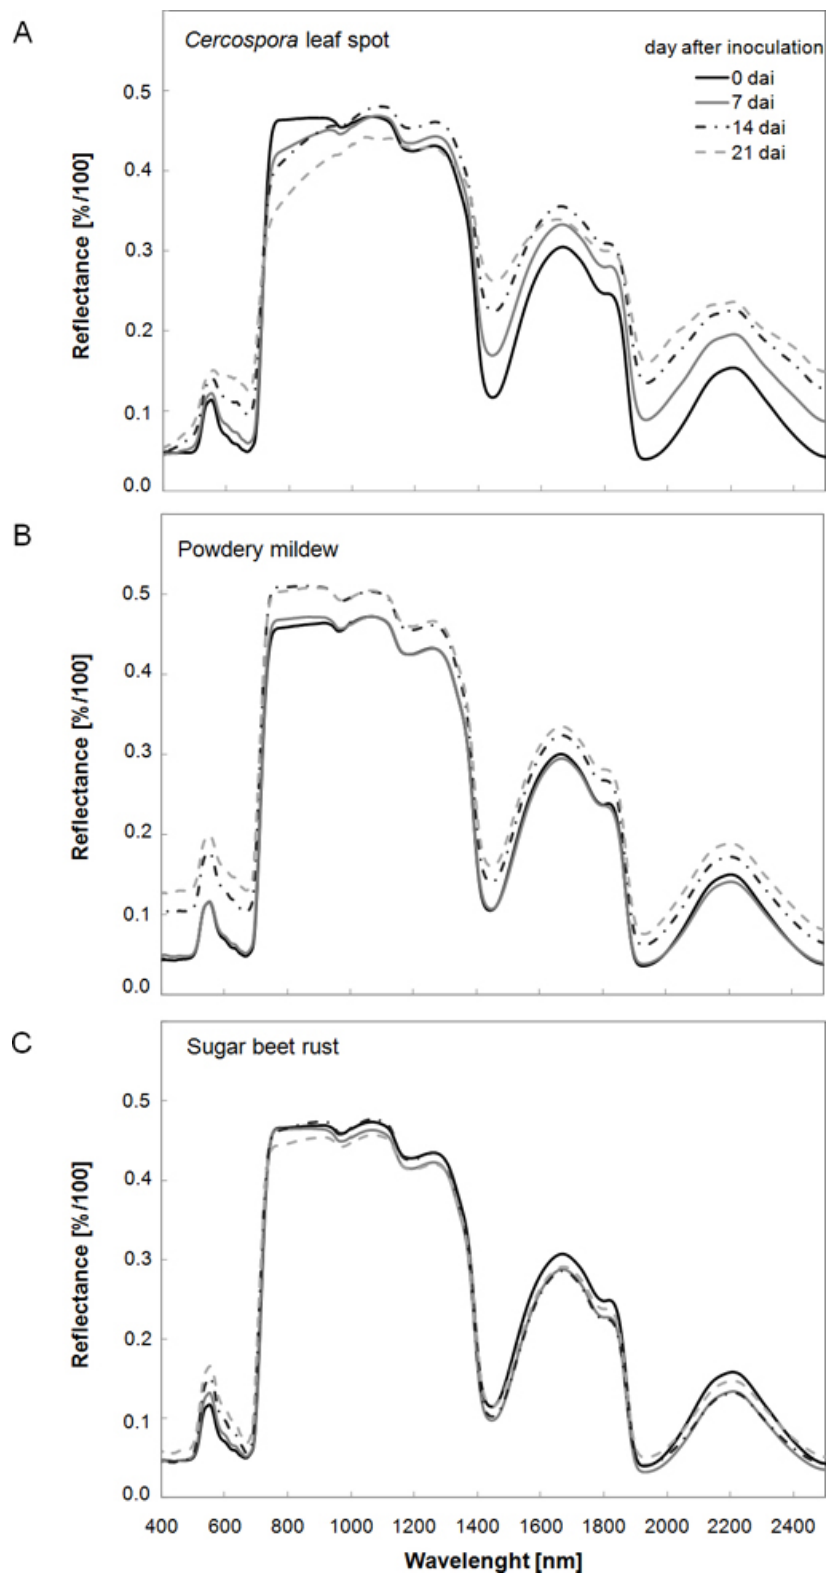 A
Cercospora leaf spot
day after inoculation
0 dai
7 dai
14 dai
21 dai
Reflectance [%/100]
0.5
0.4
0.3
0.2
0.1
0.0
B
Powdery mildew
Reflectance [%/100]
0.5
0.4
0.3
0.2
0.1
0.0
C
Sugar beet rust
Reflectance [%/100]
0.5
0.4
0.3
0.2
0.1
0.0
400 600 800 1000 1200 1400 1600 1800 2000 2200 2400
Wavelenght [nm]